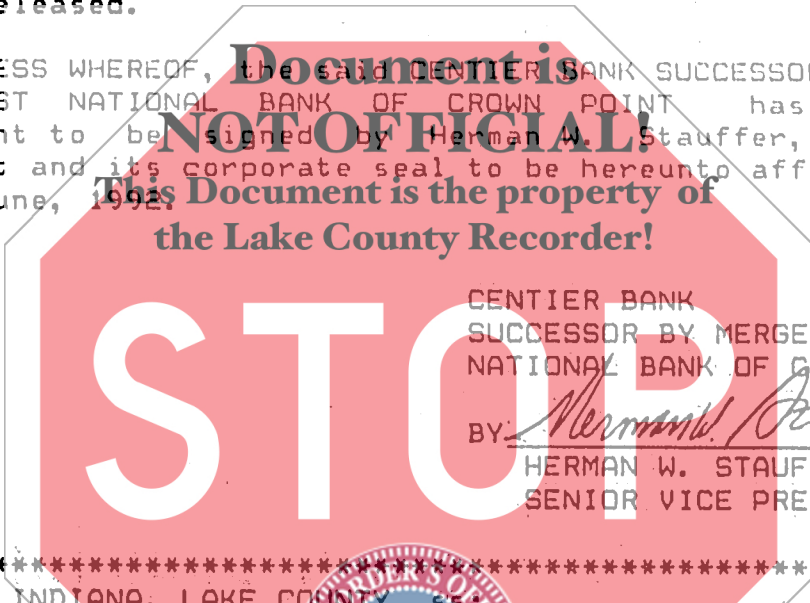 eleased.
Document is
ESS WHEREOF, the said CENTIER BANK SUCCESSO
ST NATIONAL BANK OF CROWN POINT has
NOT OFFICIAL!
nt to be signed by Herman W. Stauffer,
t and its corporate seal to be hereunto aff
This Document is the property of
une, 1992.
the Lake County Recorder!
STOP
CENTIER BANK
SUCCESSOR BY MERGE
NATIONAL BANK OF
BY
HERMAN W. STAUF
SENIOR VICE PRE
*******************************************
RDER'S O
INDIANA, LAKE COUNTY